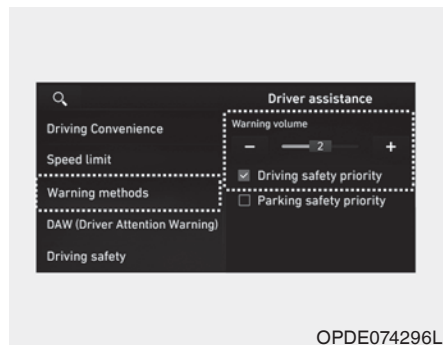 Driver assistance
Driving Convenience
Speed limit
Warning methods
DAW (Driver Attention Warning)
Driving safety
Warning volume
− 2 +
Driving safety priority
Parking safety priority
OPDE074296L